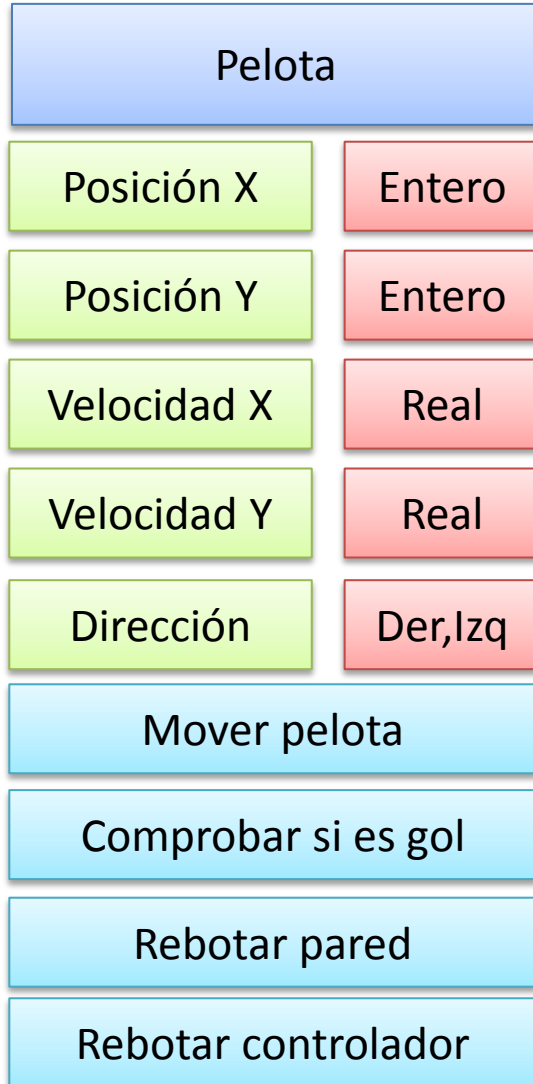 Pelota
Posición X Entero
Posición Y Entero
Velocidad X Real
Velocidad Y Real
Dirección Der,Izq
Mover pelota
Comprobar si es gol
Rebotar pared
Rebotar controlador